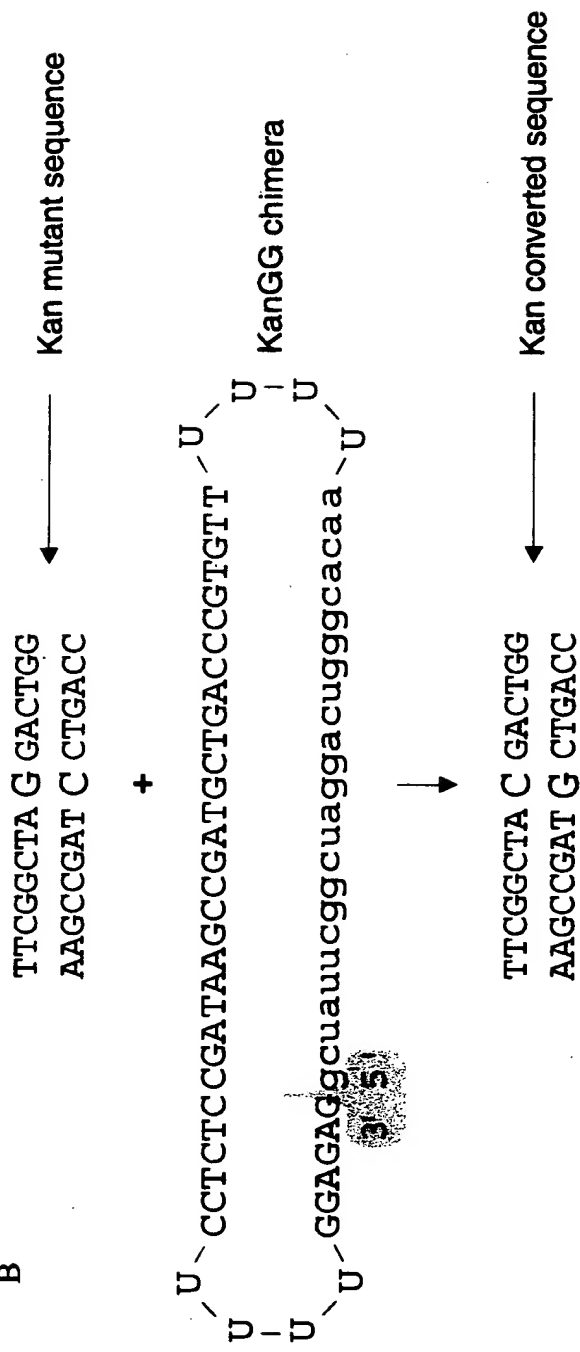 B
TTCGGCTA G GACTGG Kan mutant sequence
AAGCCGAT C CTGACC
+
U CCTCTCCGATAAGCCGATGCTGACCCGTGTT U
U U
U U
U GGAGAGgcuauucggcuaggacugggcacaa U
3' 5'
KanGG chimera
TTCGGCTA C GACTGG Kan converted sequence
AAGCCGAT G CTGACC